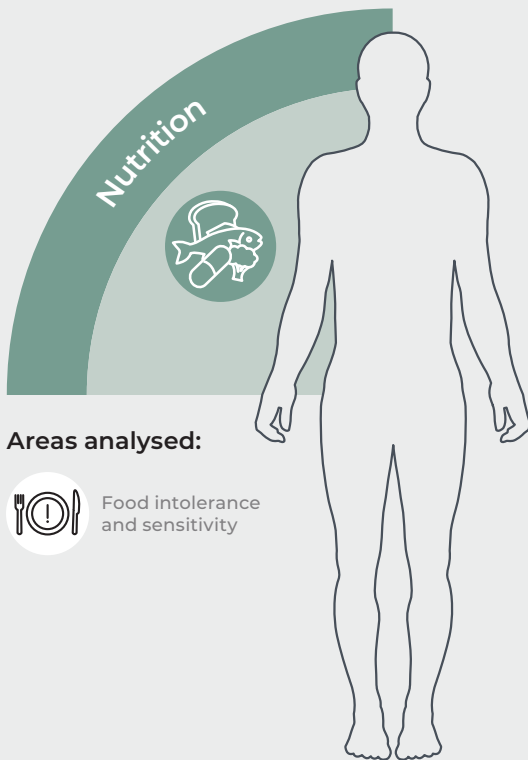 Nutrition
Areas analysed:
Food intolerance
and sensitivity